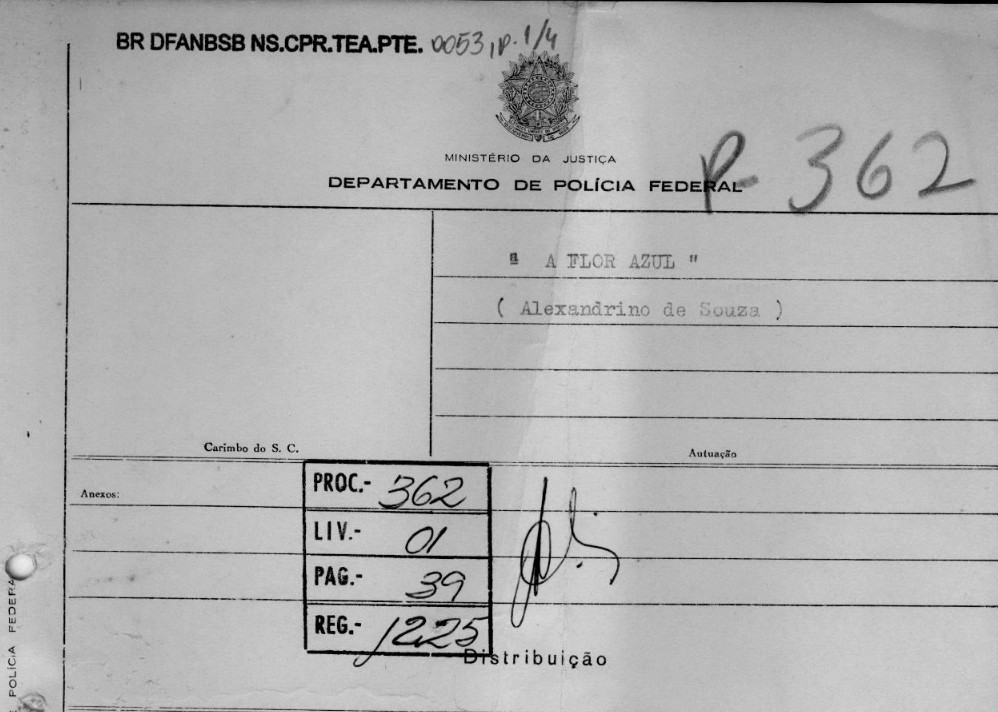 BR DFANBSB NS.CPR.TEA.PTE. 0053, p. 1/4
MINISTÉRIO DA JUSTIÇA
DEPARTAMENTO DE POLÍCIA FEDERAL
P- 362
" A FLOR AZUL "
( Alexandrino de Souza )
Carimbo do S. C.
Autuação
Anexos:
PROC.- 362
LIV.- 01
PAG.- 39
REG.- 1225
Distribuição
POLÍCIA FEDERA